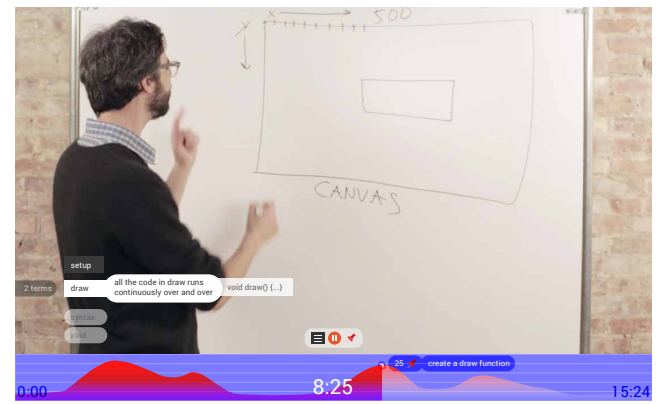 X 500
Y
CANVAS
setup
2 terms
draw
all the code in draw runs
continuously over and over
void draw() {...}
syntax
void
25
create a draw function
0:00
8:25
15:24